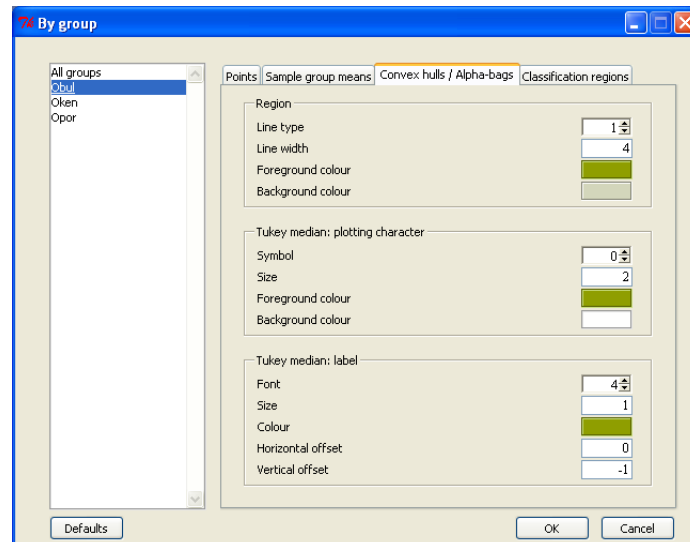 By group
All groups
Obul
Oken
Opor
Points Sample group means Convex hulls / Alpha-bags Classification regions
Region
Line type 1
Line width 4
Foreground colour
Background colour
Tukey median: plotting character
Symbol 0
Size 2
Foreground colour
Background colour
Tukey median: label
Font 4
Size 1
Colour
Horizontal offset 0
Vertical offset -1
Defaults OK Cancel